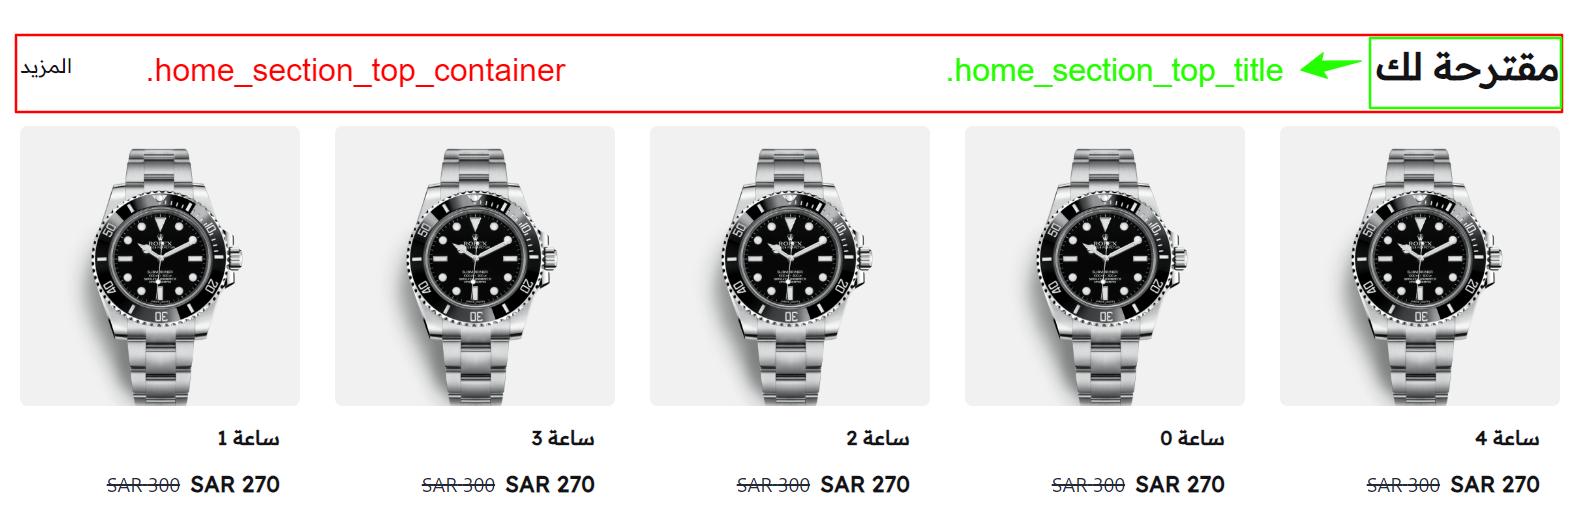 مقترحة لك
.home_section_top_title
.home_section_top_container
المزيد
ساعة 4
SAR 270 SAR 300
ساعة 0
SAR 270 SAR 300
ساعة 2
SAR 270 SAR 300
ساعة 3
SAR 270 SAR 300
ساعة 1
SAR 270 SAR 300